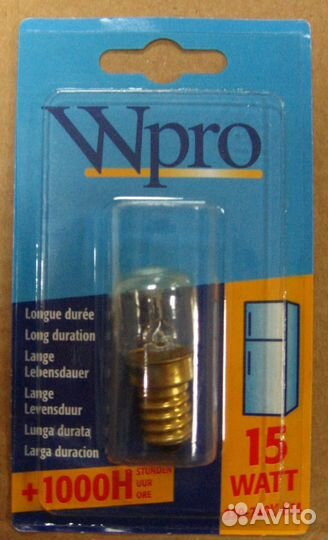 Wpro
Longue durée
Long duration
Lange
Lebensdauer
Lange
Levensduur
Lunga durata
Larga duracion
+1000H
STUNDEN
UUR
ORE
15
WATT
Avito